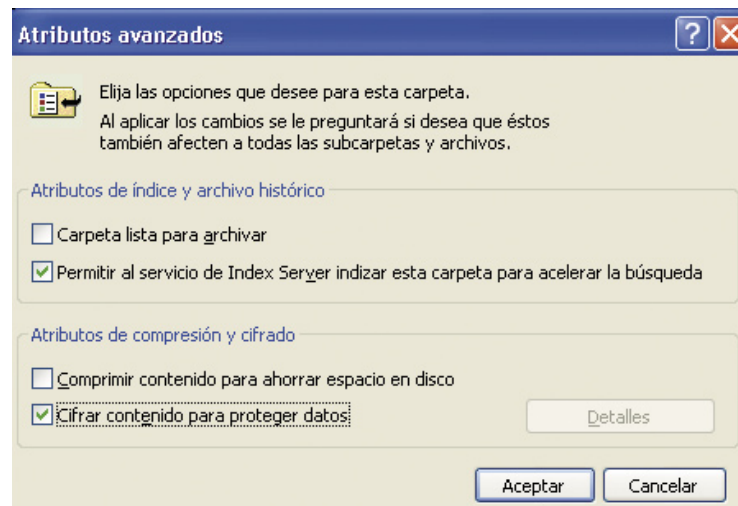 Atributos avanzados
Elija las opciones que desee para esta carpeta.
Al aplicar los cambios se le preguntará si desea que éstos
también afecten a todas las subcarpetas y archivos.
Atributos de índice y archivo histórico
Carpeta lista para archivar
Permitir al servicio de Index Server indizar esta carpeta para acelerar la búsqueda
Atributos de compresión y cifrado
Comprimir contenido para ahorrar espacio en disco
Cifrar contenido para proteger datos
Detalles
Aceptar Cancelar